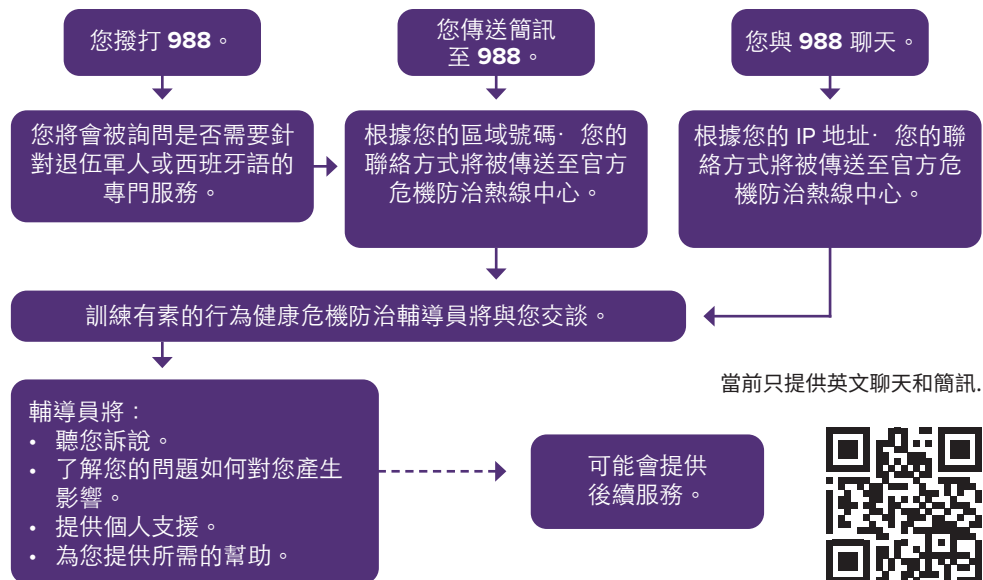 您撥打 988。
您傳送簡訊
至 988。
您與 988 聊天。
您將會被詢問是否需要針
對退伍軍人或西班牙語的
專門服務。
根據您的區域號碼· 您的
聯絡方式將被傳送至官方
危機防治熱線中心。
根據您的 IP 地址· 您的聯
絡方式將被傳送至官方危
機防治熱線中心。
訓練有素的行為健康危機防治輔導員將與您交談。
當前只提供英文聊天和簡訊.
輔導員將：
• 聽您訴說。
• 了解您的問題如何對您產生
影響。
• 提供個人支援。
• 為您提供所需的幫助。
可能會提供
後續服務。